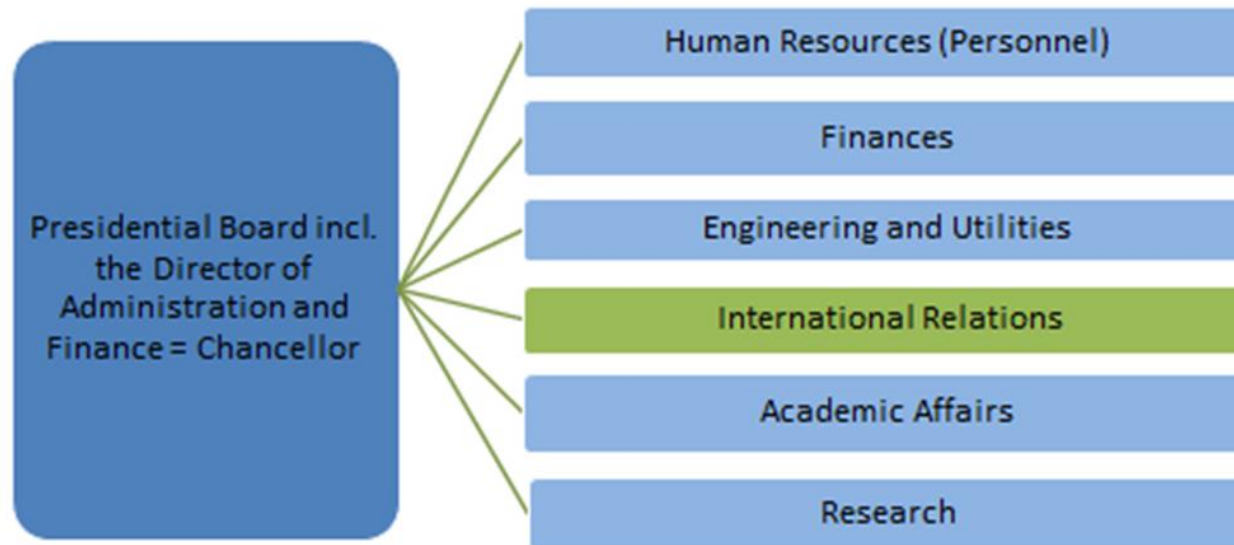 Presidential Board incl.
the Director of
Administration and
Finance = Chancellor
Human Resources (Personnel)
Finances
Engineering and Utilities
International Relations
Academic Affairs
Research